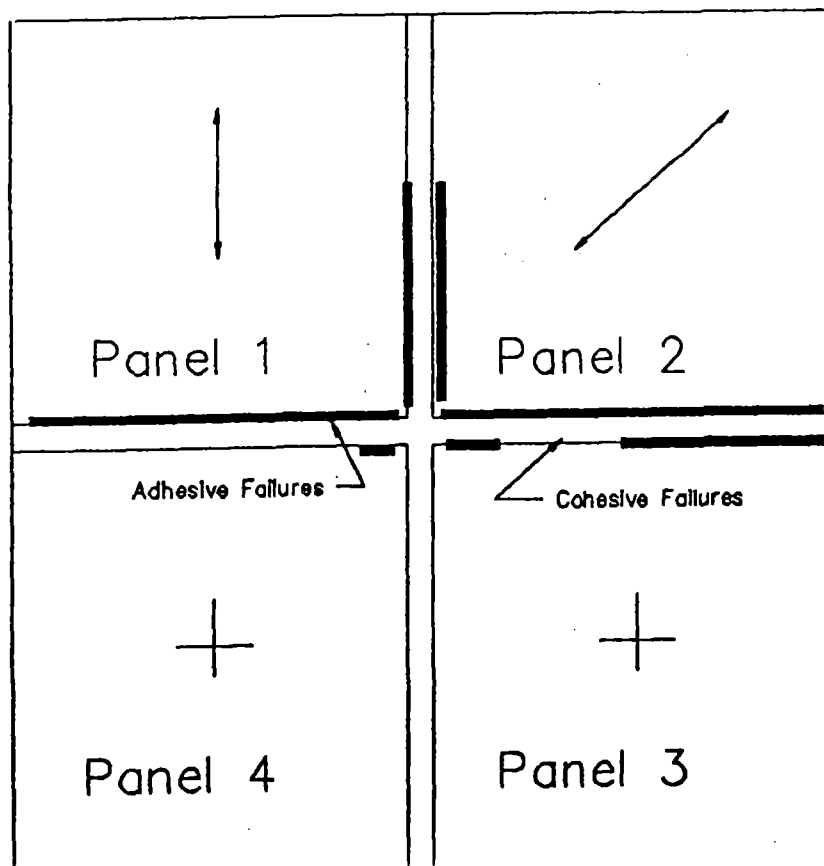 Panel 1
Panel 2
Adhesive Failures
Cohesive Failures
Panel 4
Panel 3